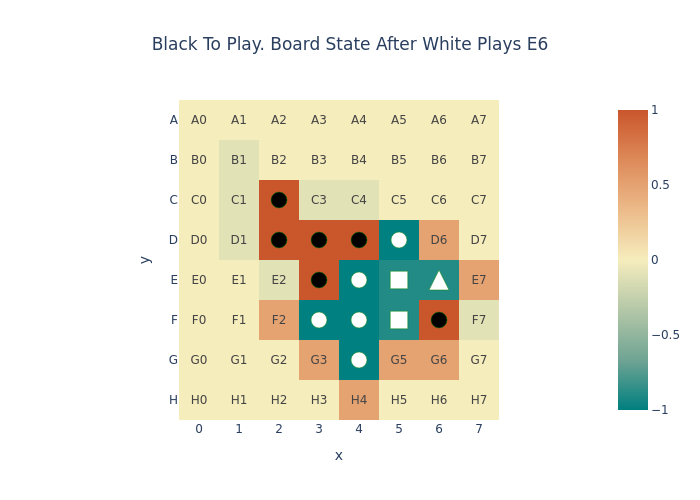 Black To Play. Board State After White Plays E6
A A0 A1 A2 A3 A4 A5 A6 A7
B B0 B1 B2 B3 B4 B5 B6 B7
C C0 C1 C3 C4 C5 C6 C7
D D0 D1 D6 D7
E E0 E1 E2 E7
F F0 F1 F2 F7
G G0 G1 G2 G3 G5 G6 G7
H H0 H1 H2 H3 H4 H5 H6 H7
0 1 2 3 4 5 6 7
x
y
1
0.5
0
−0.5
−1